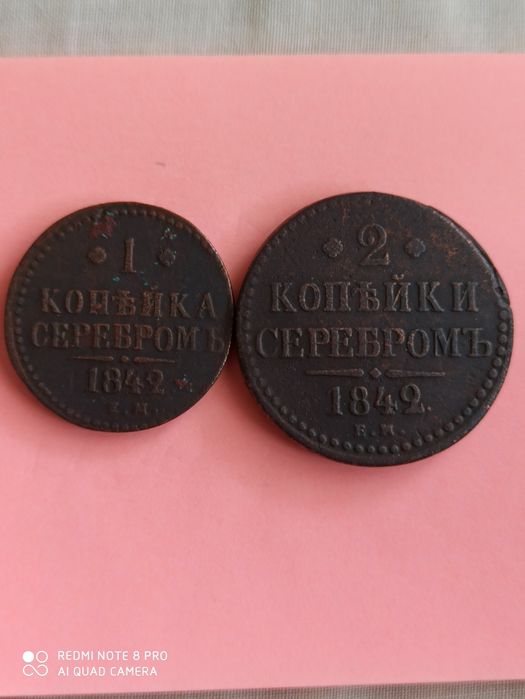 1
КОПѢЙКА
СЕРЕБРОМЪ
1842
Е.М.
2
КОПѢЙКИ
СЕРЕБРОМЪ
1842.
Е.М.
REDMI NOTE 8 PRO
AI QUAD CAMERA